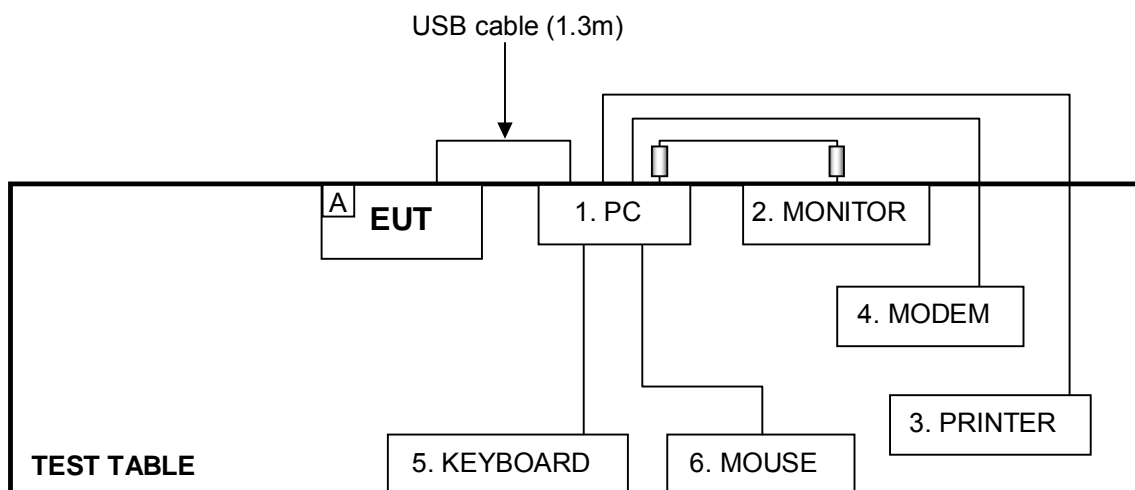 USB cable (1.3m)
A
EUT
1. PC
2. MONITOR
4. MODEM
3. PRINTER
TEST TABLE
5. KEYBOARD
6. MOUSE